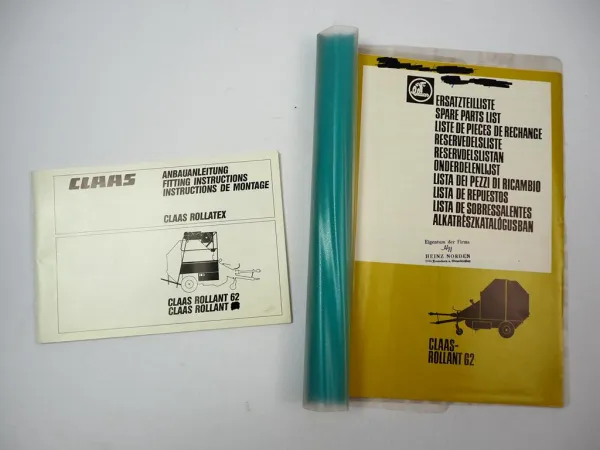 CLAAS
ANBAUANLEITUNG
FITTING INSTRUCTIONS
INSTRUCTIONS DE MONTAGE
CLAAS ROLLATEX
CLAAS ROLLANT 62
CLAAS ROLLANT
ERSATZTEILLISTE
SPARE PARTS LIST
LISTE DE PIECES DE RECHANGE
RESERVEDELSLISTE
RESERVDELSLISTAN
ONDERDELENLIJST
LISTA DEI PEZZI DI RICAMBIO
LISTA DE REPUESTOS
LISTA DE SOBRESSALENTES
ALKATRÉSZKATALÓGUSBAN
Eigentum der Firma
HEINZ NORDEN
CLAAS-
ROLLANT 62